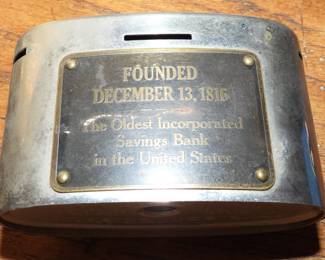 FOUNDED
DECEMBER 13, 1816
The Oldest Incorporated
Savings Bank
in the United States